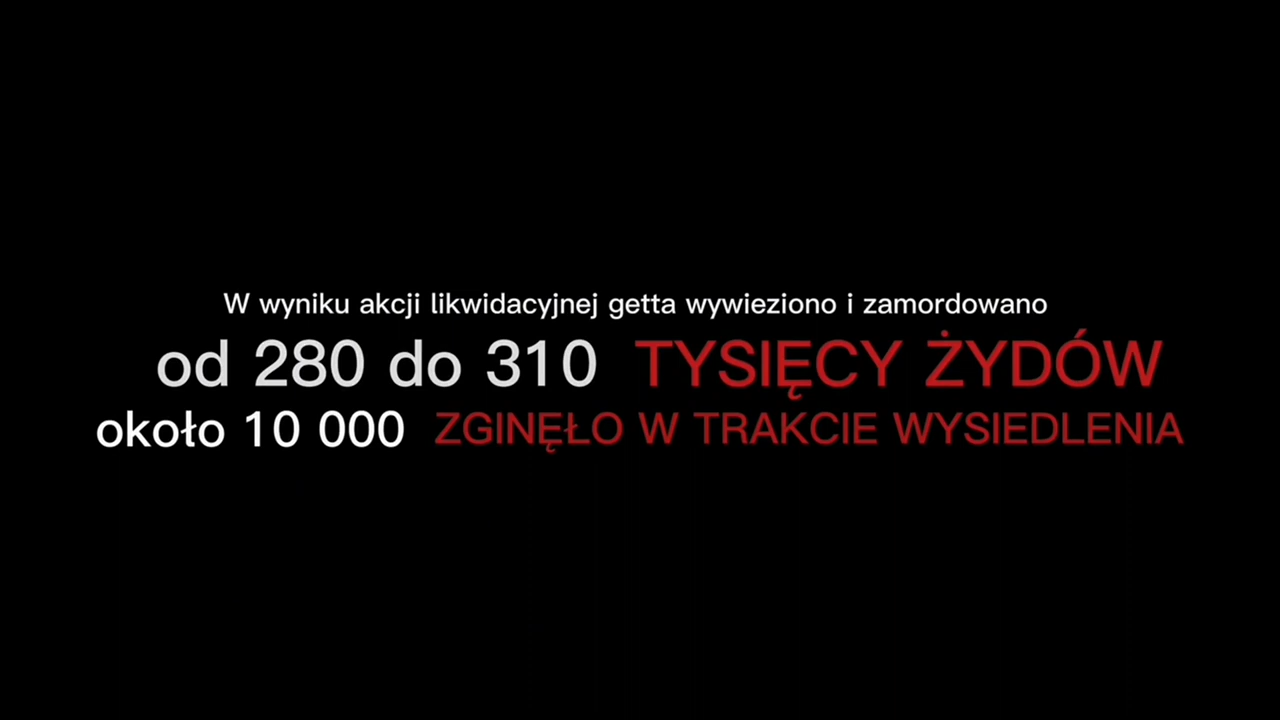 W wyniku akcji likwidacyjnej getta wywieziono i zamordowano
od 280 do 310 TYSIĘCY ŻYDÓW
około 10 000 ZGINĘŁO W TRAKCIE WYSIEDLENIA